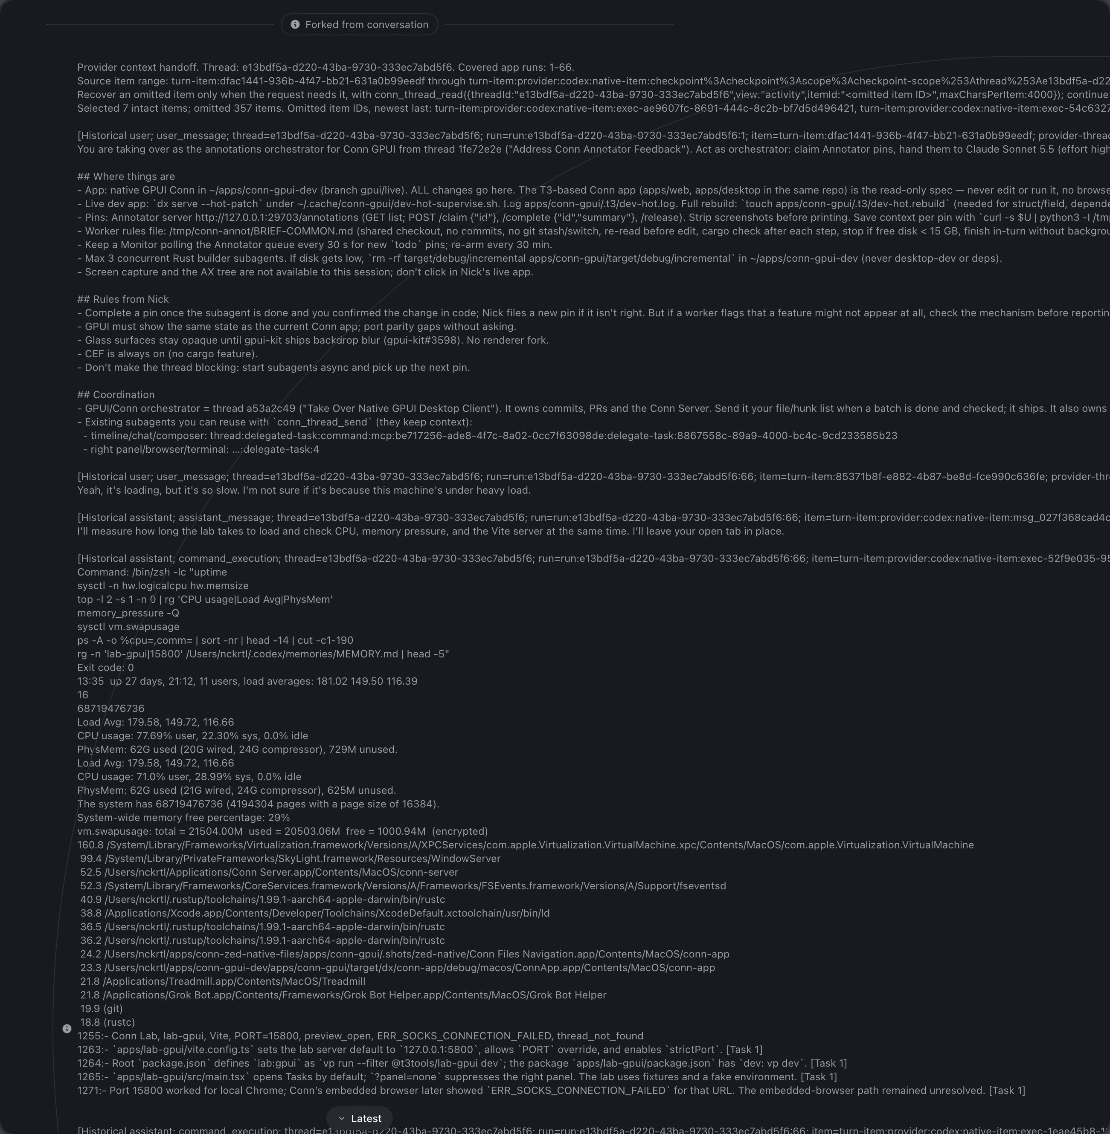 Forked from conversation
Provider context handoff. Thread: e13bdf5a-d220-43ba-9730-333ec7abd5f6. Covered app runs: 1-66.
Source item range: turn-item:dfac1441-936b-4f47-bb21-631a0b99eedf through turn-item:provider:codex:native-item:checkpoint%3Acheckpoint%3Ascope%3Acheckpoint-scope%253Athread%253Ae13bdf5a-d220
Recover an omitted item only when the request needs it, with conn_thread_read({threadId:"e13bdf5a-d220-43ba-9730-333ec7abd5f6",view:"activity",itemId:"<omitted item ID>",maxCharsPerItem:4000}); continue
Selected 7 intact items; omitted 357 items. Omitted item IDs, newest last: turn-item:provider:codex:native-item:exec-ae9607fc-8691-444c-8c2b-bf7d5d496421, turn-item:provider:codex:native-item:exec-54c6327
[Historical user; user_message; thread=e13bdf5a-d220-43ba-9730-333ec7abd5f6; run=run:e13bdf5a-d220-43ba-9730-333ec7abd5f6:1; item=turn-item:dfac1441-936b-4f47-bb21-631a0b99eedf; provider-threa
You are taking over as the annotations orchestrator for Conn GPUI from thread 1fe72e2e ("Address Conn Annotator Feedback"). Act as orchestrator: claim Annotator pins, hand them to Claude Sonnet 5.5 (effort high
## Where things are
- App: native GPUI Conn in ~/apps/conn-gpui-dev (branch gpui/live). ALL changes go here. The T3-based Conn app (apps/web, apps/desktop in the same repo) is the read-only spec — never edit or run it, no browse
- Live dev app: `dx serve --hot-patch` under ~/.cache/conn-gpui/dev-hot-supervise.sh. Log apps/conn-gpui/.t3/dev-hot.log. Full rebuild: `touch apps/conn-gpui/.t3/dev-hot.rebuild` (needed for struct/field, dependen
- Pins: Annotator server http://127.0.0.1:29703/annotations (GET list; POST /claim {"id"}, /complete {"id","summary"}, /release). Strip screenshots before printing. Save context per pin with `curl -s $U | python3 -I /tmp
- Worker rules file: /tmp/conn-annot/BRIEF-COMMON.md (shared checkout, no commits, no git stash/switch, re-read before edit, cargo check after each step, stop if free disk < 15 GB, finish in-turn without backgrou
- Keep a Monitor polling the Annotator queue every 30 s for new `todo` pins; re-arm every 30 min.
- Max 3 concurrent Rust builder subagents. If disk gets low, `rm -rf target/debug/incremental apps/conn-gpui/target/debug/incremental` in ~/apps/conn-gpui-dev (never desktop-dev or deps).
- Screen capture and the AX tree are not available to this session; don't click in Nick's live app.
## Rules from Nick
- Complete a pin once the subagent is done and you confirmed the change in code; Nick files a new pin if it isn't right. But if a worker flags that a feature might not appear at all, check the mechanism before reportin
- GPUI must show the same state as the current Conn app; port parity gaps without asking.
- Glass surfaces stay opaque until gpui-kit ships backdrop blur (gpui-kit#3598). No renderer fork.
- CEF is always on (no cargo feature).
- Don't make the thread blocking: start subagents async and pick up the next pin.
## Coordination
- GPUI/Conn orchestrator = thread a53a2c49 ("Take Over Native GPUI Desktop Client"). It owns commits, PRs and the Conn Server. Send it your file/hunk list when a batch is done and checked; it ships. It also owns
- Existing subagents you can reuse with `conn_thread_send` (they keep context):
- timeline/chat/composer: thread:delegated-task:command:mcp:be717256-ade8-4f7c-8a02-0cc7f63098de:delegate-task:8867558c-89a9-4000-bc4c-9cd233585b23
- right panel/browser/terminal: ...:delegate-task:4
[Historical user; user_message; thread=e13bdf5a-d220-43ba-9730-333ec7abd5f6; run=run:e13bdf5a-d220-43ba-9730-333ec7abd5f6:66; item=turn-item:85371b8f-e882-4b87-be8d-fce990c636fe; provider-thr
Yeah, it's loading, but it's so slow. I'm not sure if it's because this machine's under heavy load.
[Historical assistant; assistant_message; thread=e13bdf5a-d220-43ba-9730-333ec7abd5f6; run=run:e13bdf5a-d220-43ba-9730-333ec7abd5f6:66; item=turn-item:provider:codex:native-item:msg_027f368cad4c
I'll measure how long the lab takes to load and check CPU, memory pressure, and the Vite server at the same time. I'll leave your open tab in place.
[Historical assistant; command_execution; thread=e13bdf5a-d220-43ba-9730-333ec7abd5f6; run=run:e13bdf5a-d220-43ba-9730-333ec7abd5f6:66; item=turn-item:provider:codex:native-item:exec-52f9e035-95
Command: /bin/zsh -lc "uptime
sysctl -n hw.logicalcpu hw.memsize
top -l 2 -s 1 -n 0 | rg 'CPU usage|Load Avg|PhysMem'
memory_pressure -Q
sysctl vm.swapusage
ps -A -o %cpu=,comm= | sort -nr | head -14 | cut -c1-190
rg -n 'lab-gpui|15800' /Users/nckrtl/.codex/memories/MEMORY.md | head -5"
Exit code: 0
13:35  up 27 days, 21:12, 11 users, load averages: 181.02 149.50 116.39
16
68719476736
Load Avg: 179.58, 149.72, 116.66
CPU usage: 77.69% user, 22.30% sys, 0.0% idle
PhysMem: 62G used (20G wired, 24G compressor), 729M unused.
Load Avg: 179.58, 149.72, 116.66
CPU usage: 71.0% user, 28.99% sys, 0.0% idle
PhysMem: 62G used (21G wired, 24G compressor), 625M unused.
The system has 68719476736 (4194304 pages with a page size of 16384).
System-wide memory free percentage: 29%
vm.swapusage: total = 21504.00M  used = 20503.06M  free = 1000.94M  (encrypted)
160.8 /System/Library/Frameworks/Virtualization.framework/Versions/A/XPCServices/com.apple.Virtualization.VirtualMachine.xpc/Contents/MacOS/com.apple.Virtualization.VirtualMachine
99.4 /System/Library/PrivateFrameworks/SkyLight.framework/Resources/WindowServer
52.5 /Users/nckrtl/Applications/Conn Server.app/Contents/MacOS/conn-server
52.3 /System/Library/Frameworks/CoreServices.framework/Versions/A/Frameworks/FSEvents.framework/Versions/A/Support/fseventsd
40.9 /Users/nckrtl/.rustup/toolchains/1.99.1-aarch64-apple-darwin/bin/rustc
38.8 /Applications/Xcode.app/Contents/Developer/Toolchains/XcodeDefault.xctoolchain/usr/bin/ld
36.5 /Users/nckrtl/.rustup/toolchains/1.99.1-aarch64-apple-darwin/bin/rustc
36.2 /Users/nckrtl/.rustup/toolchains/1.99.1-aarch64-apple-darwin/bin/rustc
24.2 /Users/nckrtl/apps/conn-zed-native-files/apps/conn-gpui/.shots/zed-native/Conn Files Navigation.app/Contents/MacOS/conn-app
23.3 /Users/nckrtl/apps/conn-gpui-dev/apps/conn-gpui/target/dx/conn-app/debug/macos/ConnApp.app/Contents/MacOS/conn-app
21.8 /Applications/Treadmill.app/Contents/MacOS/Treadmill
21.8 /Applications/Grok Bot.app/Contents/Frameworks/Grok Bot Helper.app/Contents/MacOS/Grok Bot Helper
19.9 (git)
18.8 (rustc)
1255:- Conn Lab, lab-gpui, Vite, PORT=15800, preview_open, ERR_SOCKS_CONNECTION_FAILED, thread_not_found
1263:- `apps/lab-gpui/vite.config.ts` sets the lab server default to `127.0.0.1:5800`, allows `PORT` override, and enables `strictPort`. [Task 1]
1264:- Root `package.json` defines `lab:gpui` as `vp run --filter @t3tools/lab-gpui dev`; the package `apps/lab-gpui/package.json` has `dev: vp dev`. [Task 1]
1265:- `apps/lab-gpui/src/main.tsx` opens Tasks by default; `?panel=none` suppresses the right panel. The lab uses fixtures and a fake environment. [Task 1]
1271:- Port 15800 worked for local Chrome; Conn's embedded browser later showed `ERR_SOCKS_CONNECTION_FAILED` for that URL. The embedded-browser path remained unresolved. [Task 1]
Latest
[Historical assistant; command_execution; thread=e13bdf5a-d220-43ba-9730-333ec7abd5f6; run=run:e13bdf5a-d220-43ba-9730-333ec7abd5f6:66; item=turn-item:provider:codex:native-item:exec-1eae45b8-1